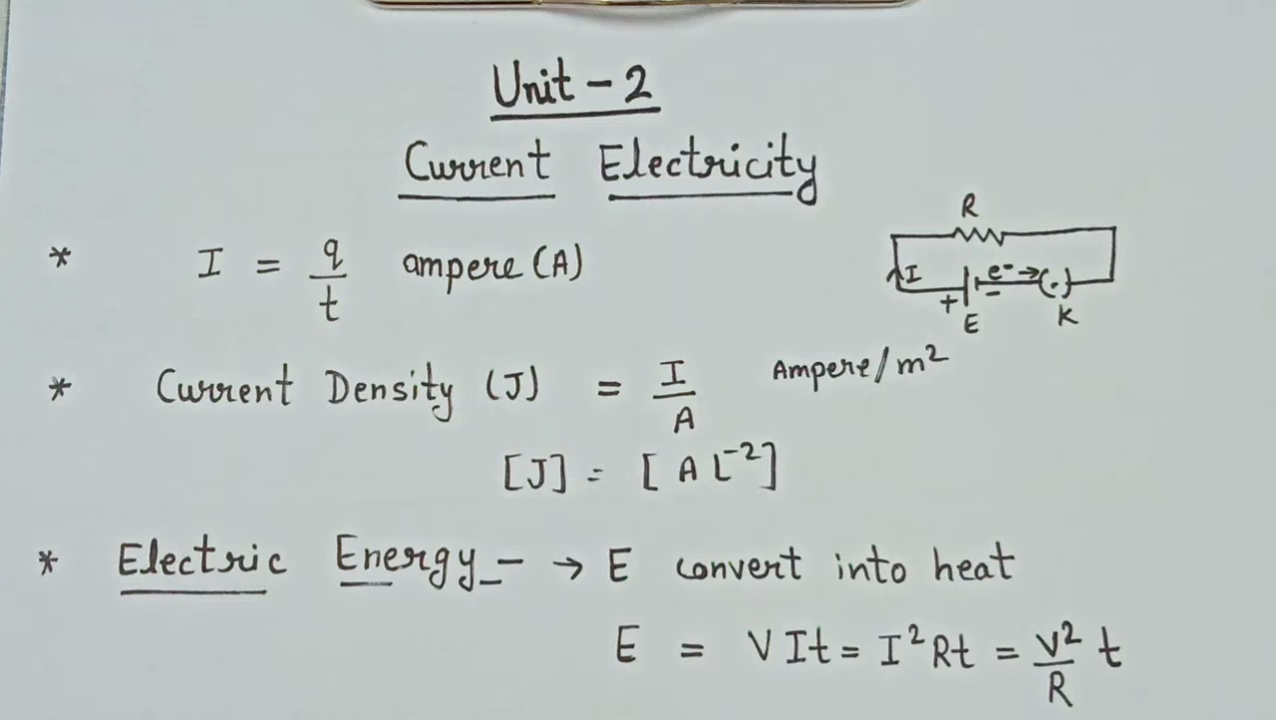 Unit - 2
Current Electricity
* I = q/t ampere (A)
R
I
e⁻ →
+ -
E
K
* Current Density (J) = I/A Ampere/m²
[J] = [A L⁻²]
* Electric Energy - → E convert into heat
E = VIt = I²Rt = V²/R t